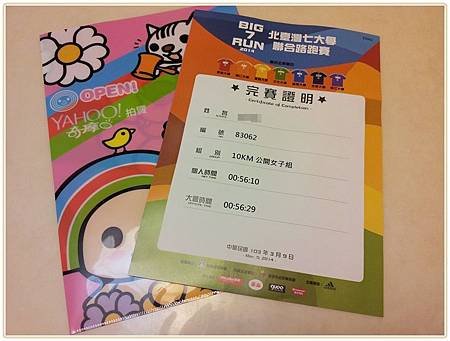 OPEN!
YAHOO!
奇摩 拍賣
BIG
7
RUN
2014
北臺灣七大學
聯合路跑賽
完賽證明
Certificate of Completion
姓名
編號
83062
組別
10KM 公開女子組
個人時間
00:56:10
大會時間
00:56:29
中華民國 103 年 3 月 9 日
Mar. 9, 2014
adidas